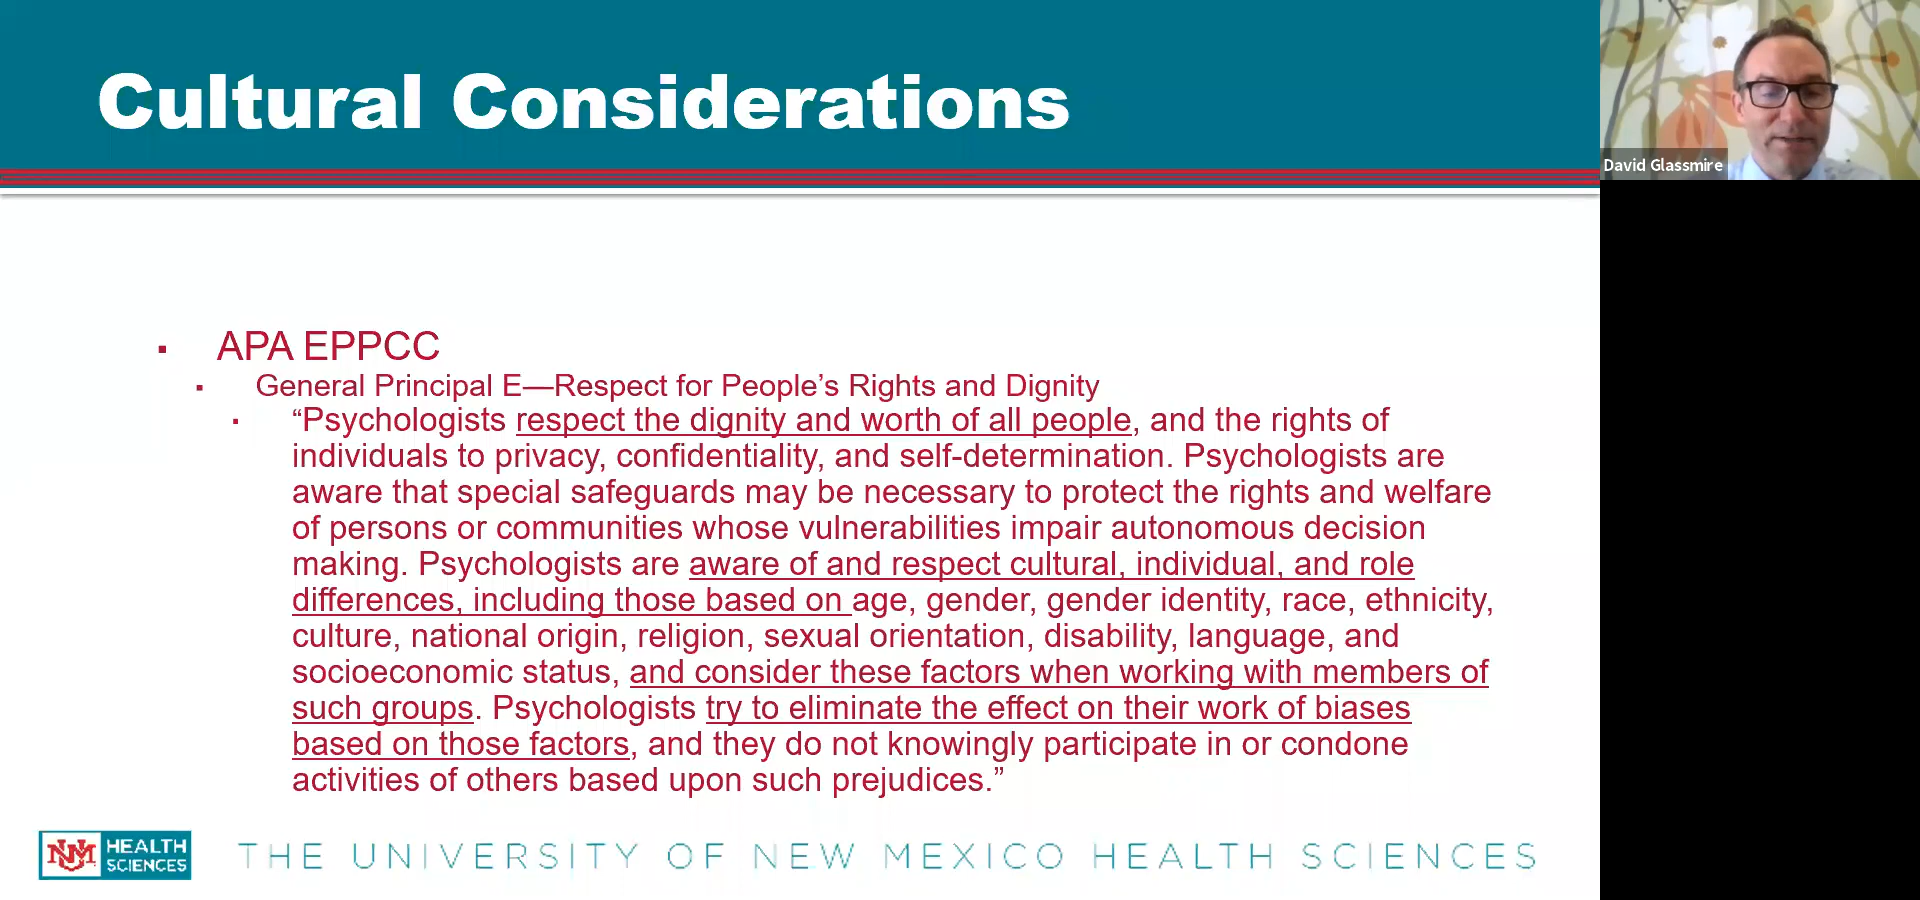 Cultural Considerations
David Glassmire
▪ APA EPPCC
▪ General Principal E—Respect for People’s Rights and Dignity
▪ “Psychologists respect the dignity and worth of all people, and the rights of
individuals to privacy, confidentiality, and self-determination. Psychologists are
aware that special safeguards may be necessary to protect the rights and welfare
of persons or communities whose vulnerabilities impair autonomous decision
making. Psychologists are aware of and respect cultural, individual, and role
differences, including those based on age, gender, gender identity, race, ethnicity,
culture, national origin, religion, sexual orientation, disability, language, and
socioeconomic status, and consider these factors when working with members of
such groups. Psychologists try to eliminate the effect on their work of biases
based on those factors, and they do not knowingly participate in or condone
activities of others based upon such prejudices.”
UNM HEALTH
SCIENCES
THE UNIVERSITY OF NEW MEXICO HEALTH SCIENCES